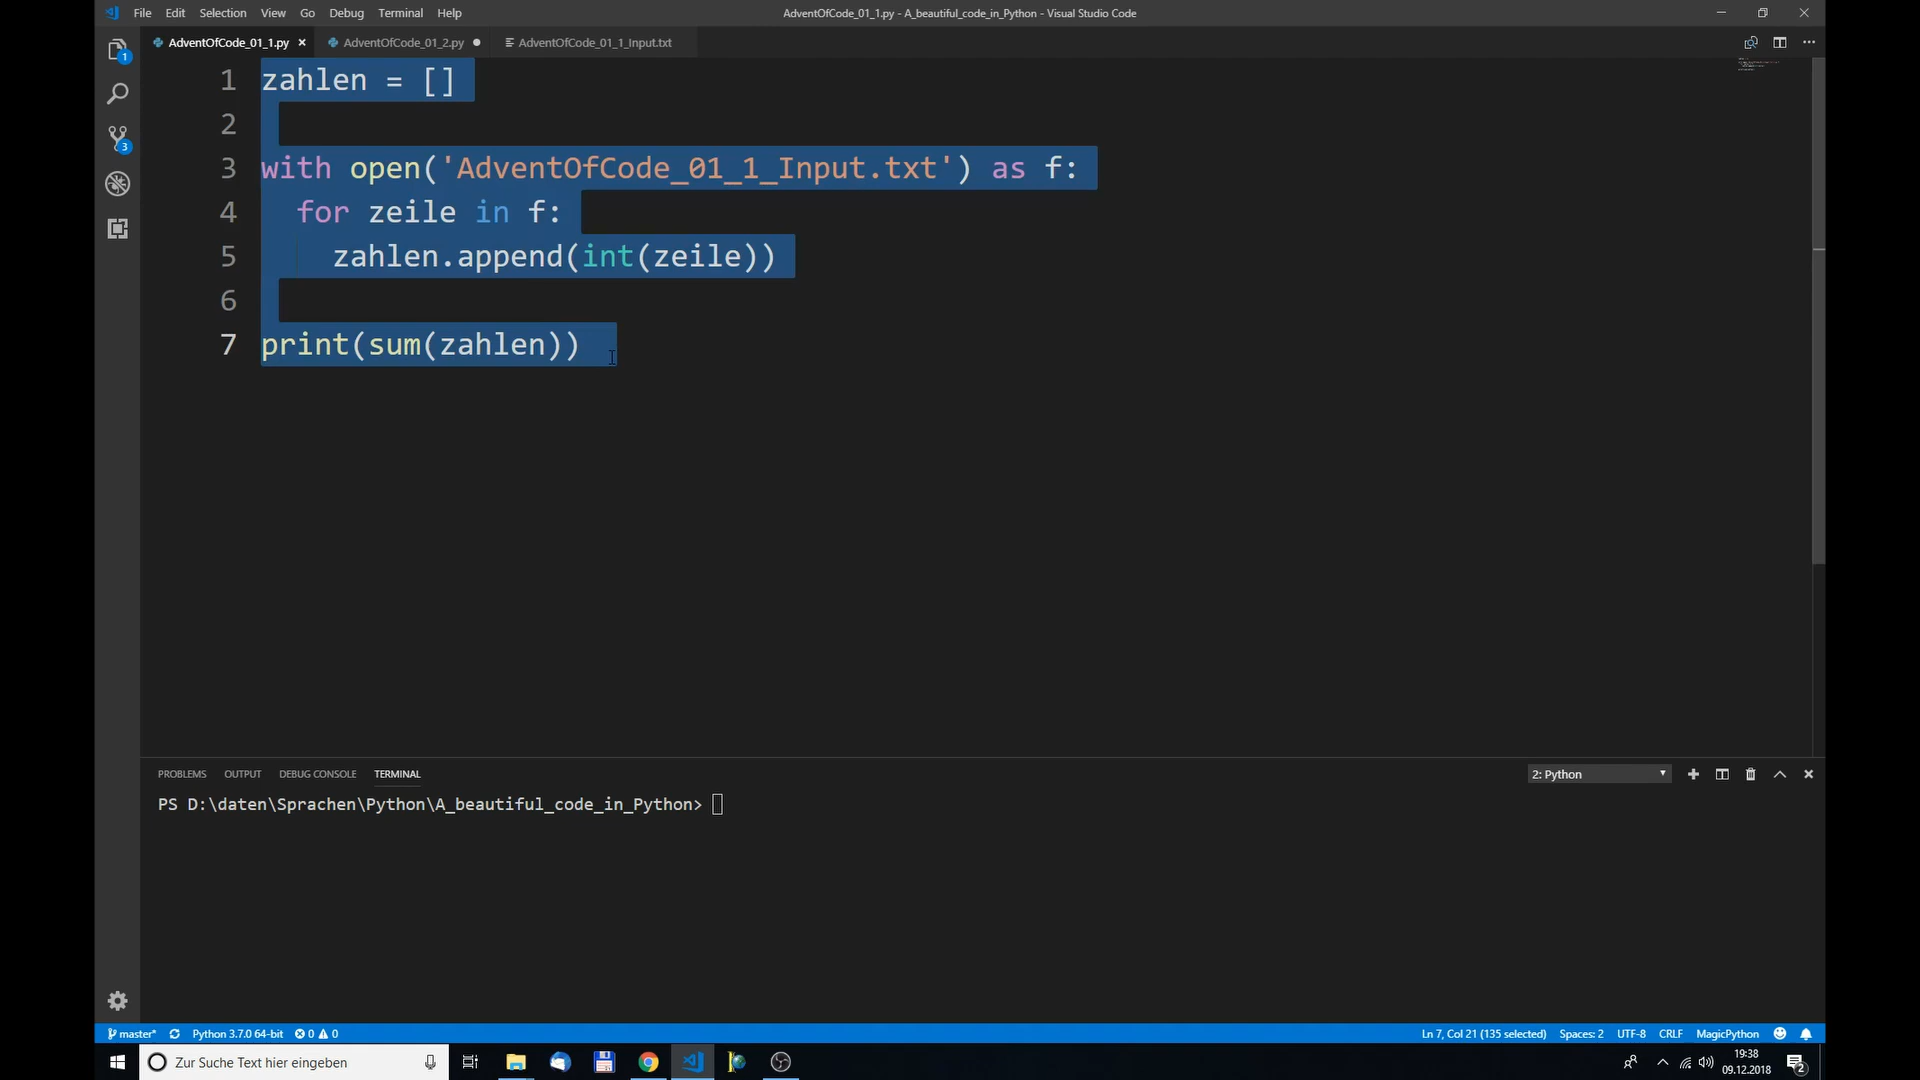 File Edit Selection View Go Debug Terminal Help
AdventOfCode_01_1.py - A_beautiful_code_in_Python - Visual Studio Code
AdventOfCode_01_1.py
AdventOfCode_01_2.py
AdventOfCode_01_1_Input.txt
1
3
1 zahlen = []
2
3 with open('AdventOfCode_01_1_Input.txt') as f:
4 for zeile in f:
5 zahlen.append(int(zeile))
6
7 print(sum(zahlen))
PROBLEMS OUTPUT DEBUG CONSOLE TERMINAL
2: Python
PS D:\daten\Sprachen\Python\A_beautiful_code_in_Python>
master* Python 3.7.0 64-bit 0 0
Ln 7, Col 21 (135 selected) Spaces: 2 UTF-8 CRLF MagicPython
Zur Suche Text hier eingeben
19:38
09.12.2018
2